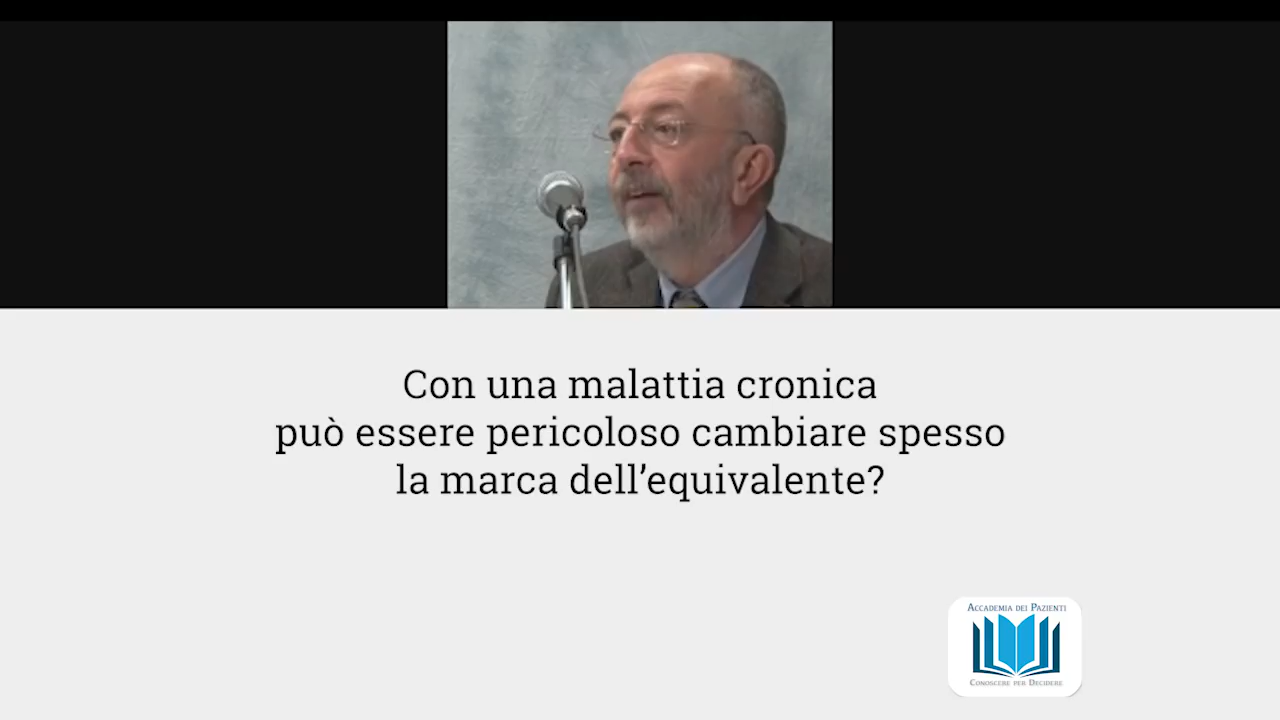 Con una malattia cronica
può essere pericoloso cambiare spesso
la marca dell’equivalente?
Accademia dei Pazienti
Conoscere per Decidere